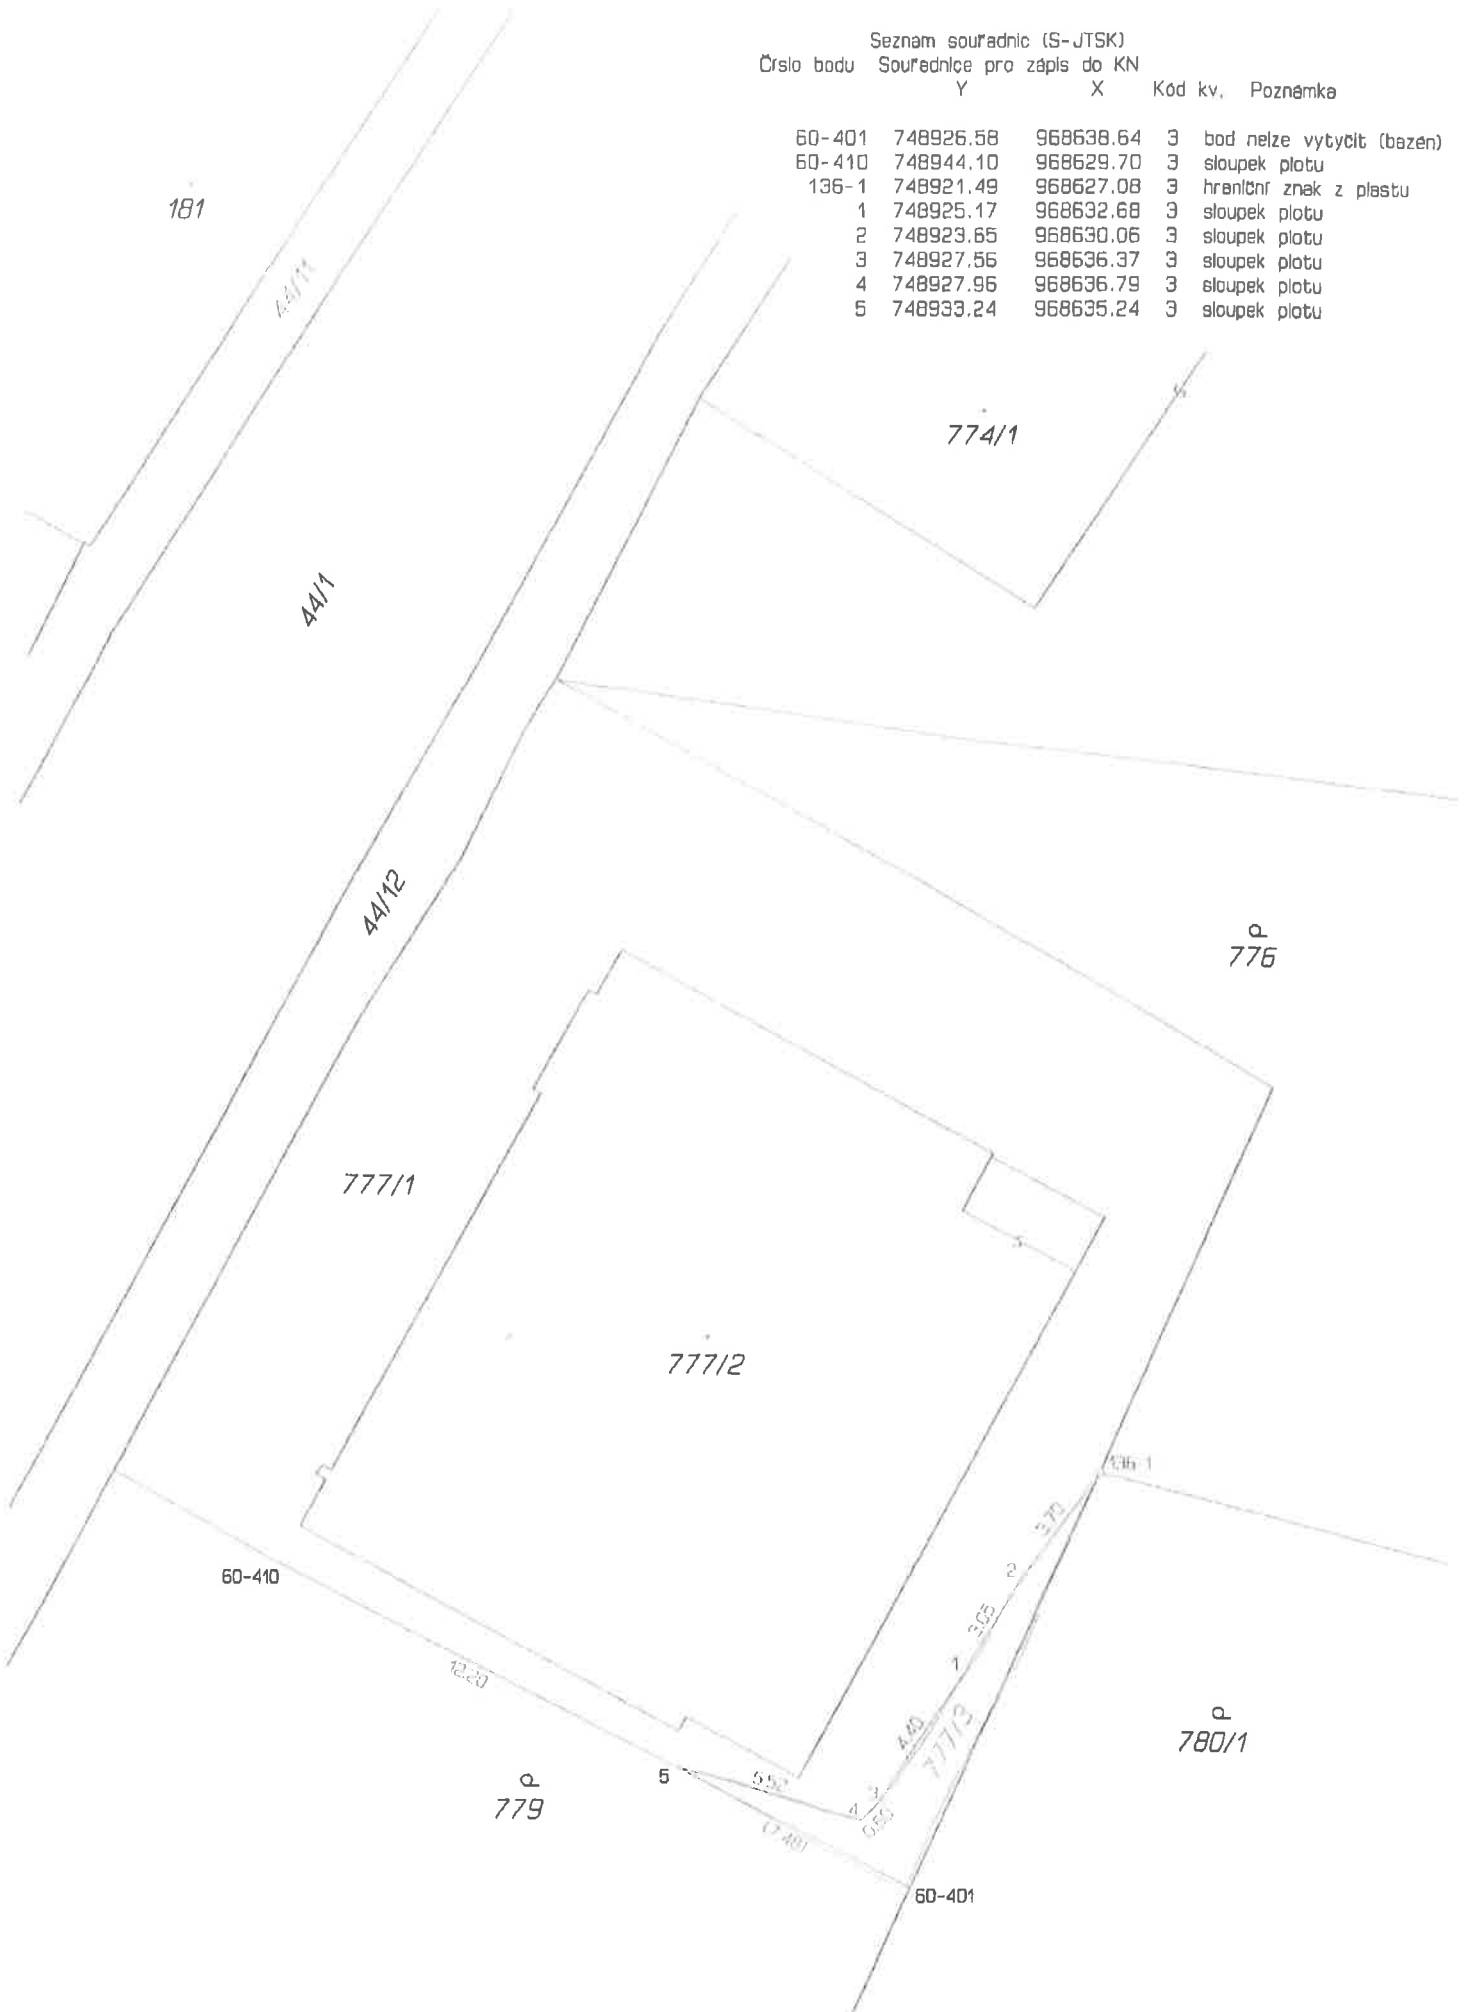 Seznam souřadnic (S-JTSK)
Číslo bodu Souřadnice pro zápis do KN
Y X Kód kv. Poznámka
60-401 748926.58 968638.64 3 bod nelze vytyčit (bazén)
60-410 748944.10 968629.70 3 sloupek plotu
136-1 748921.49 968627.08 3 hraniční znak z plastu
1 748925.17 968632.68 3 sloupek plotu
2 748923.65 968630.06 3 sloupek plotu
3 748927.56 968636.37 3 sloupek plotu
4 748927.96 968636.79 3 sloupek plotu
5 748933.24 968635.24 3 sloupek plotu
181
44/11
774/1
44/1
44/12
776
777/1
777/2
136-1
3.70
2
60-410
3.05
1
12.20
4.40
777/3
780/1
5
5.52
3
4
0.60
779
(7.48)
60-401